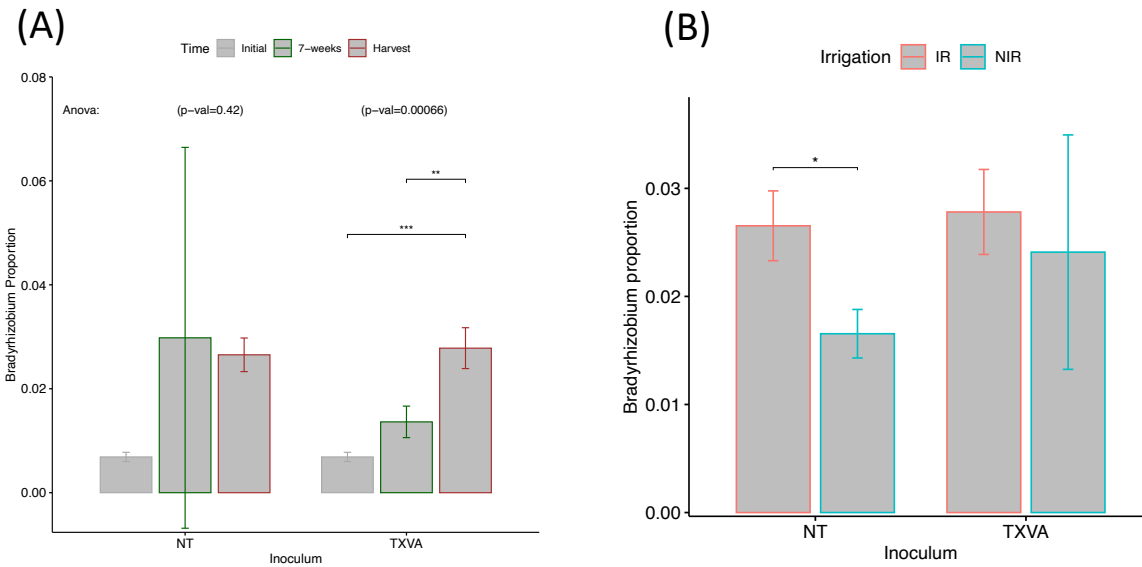 (A)
Time Initial 7-weeks Harvest
0.08
Anova: (p-val=0.42) (p-val=0.00066)
**
0.06
***
0.04
0.02
0.00
Bradyrhizobium Proportion
NT TXVA
Inoculum
(B)
Irrigation IR NIR
*
0.03
0.02
0.01
0.00
Bradyrhizobium proportion
NT TXVA
Inoculum